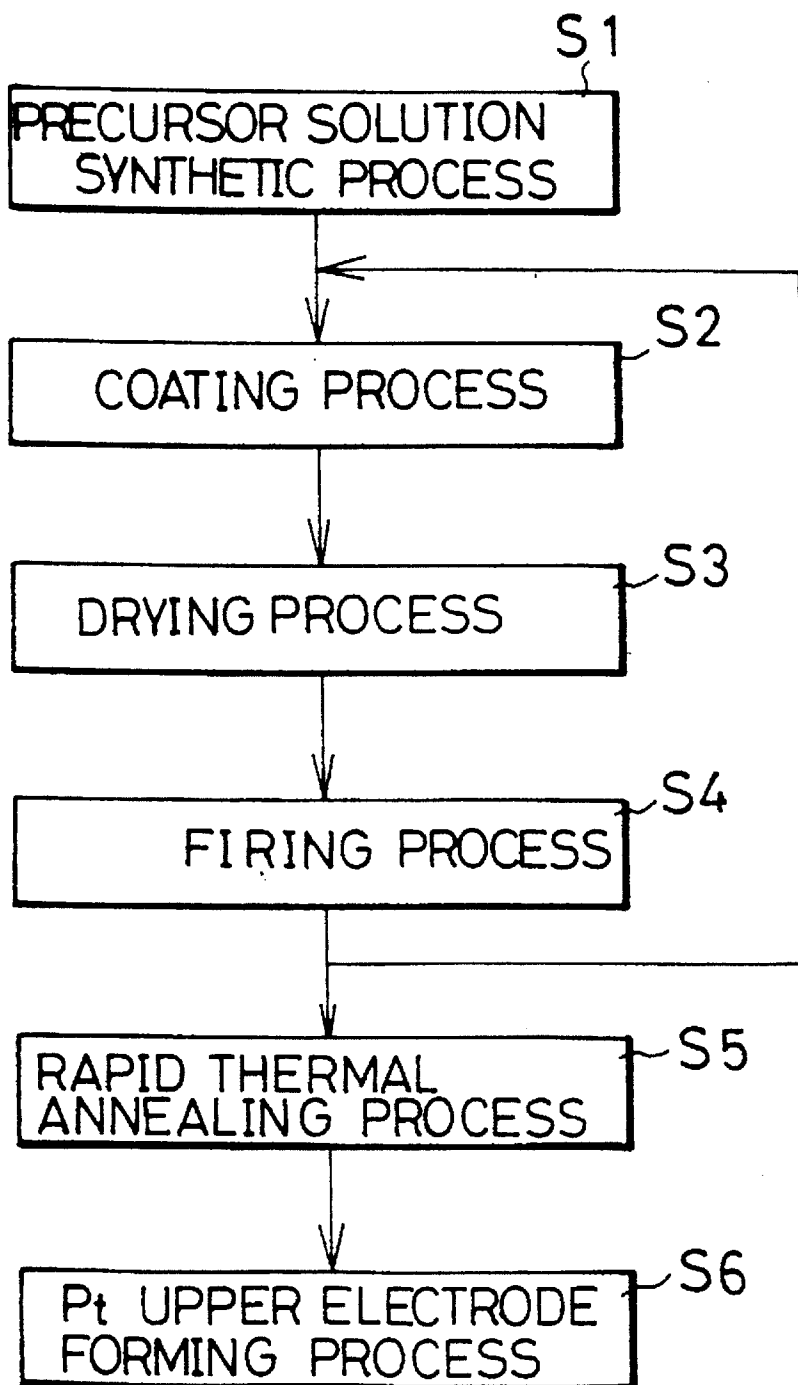 S1
PRECURSOR SOLUTION
SYNTHETIC PROCESS
S2
COATING PROCESS
S3
DRYING PROCESS
S4
FIRING PROCESS
S5
RAPID THERMAL
ANNEALING PROCESS
S6
Pt UPPER ELECTRODE
FORMING PROCESS